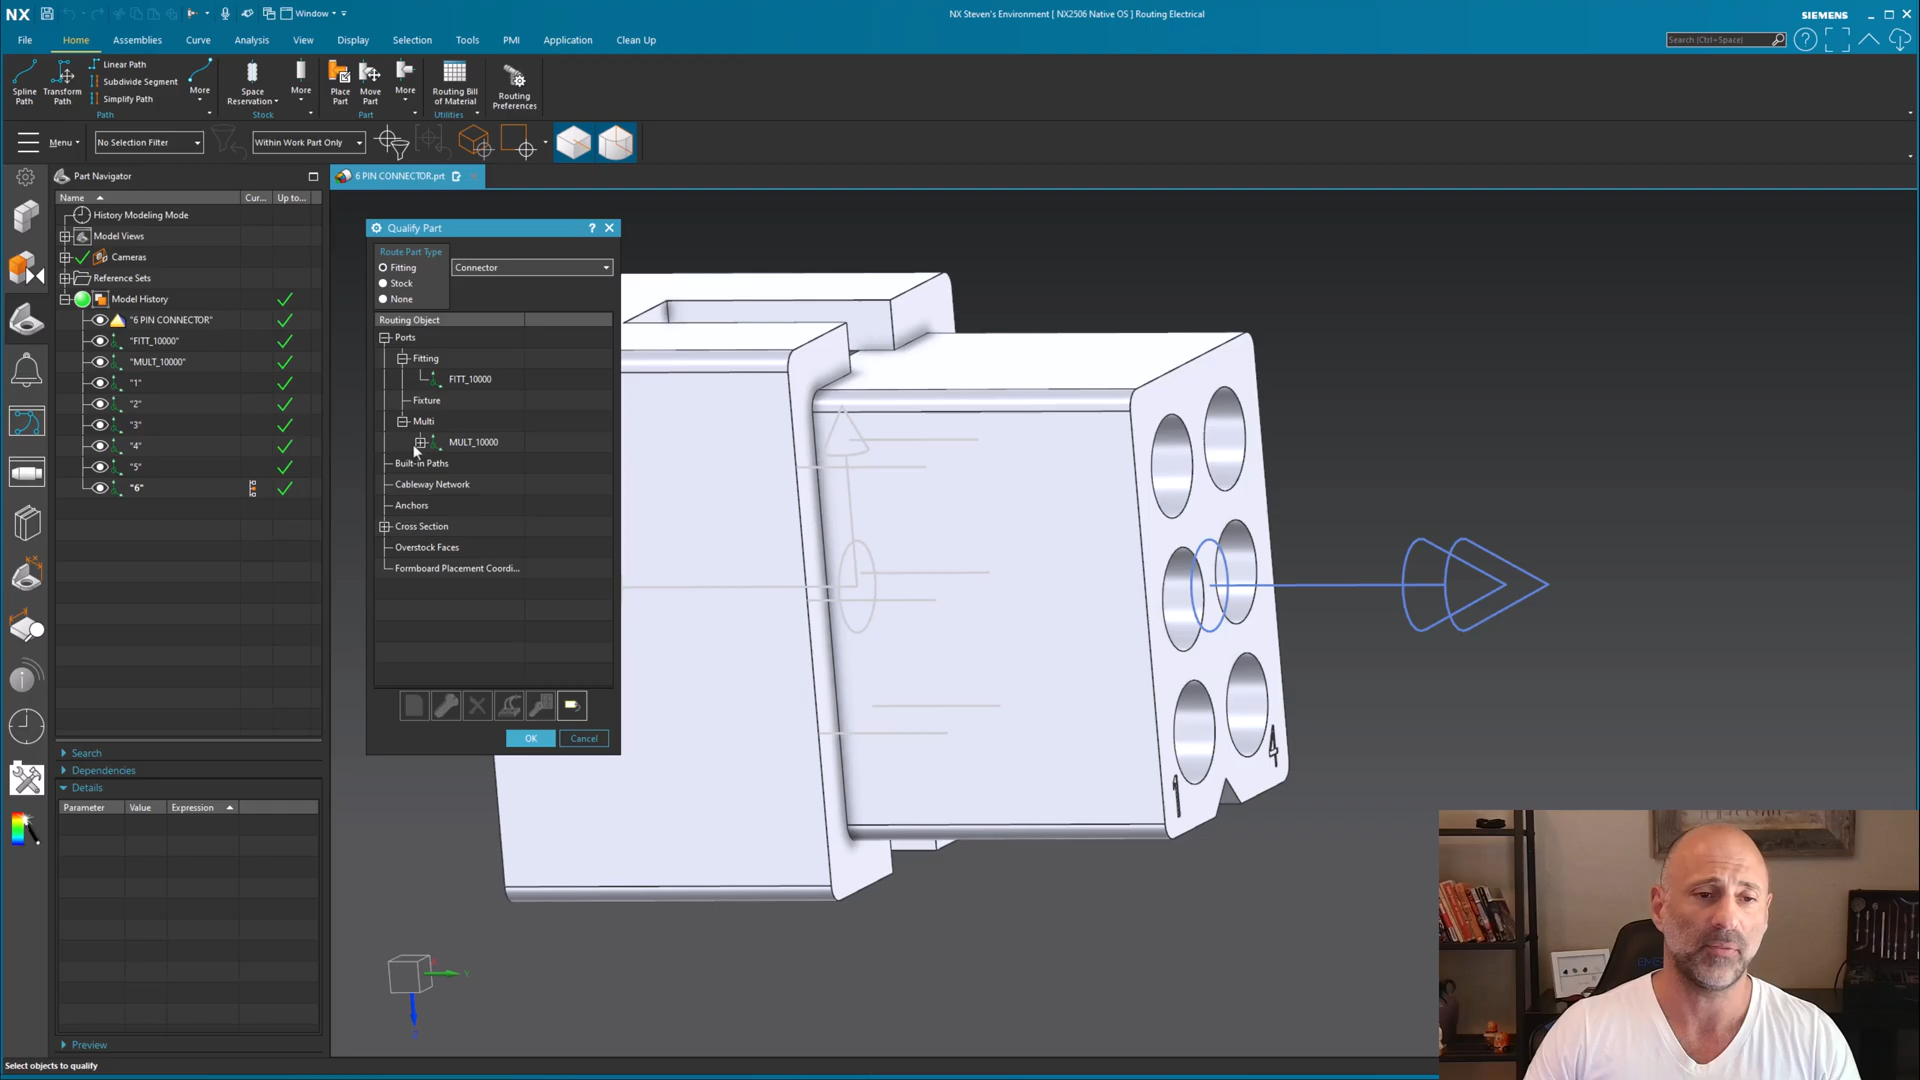 NX
Window
NX Steven's Environment [ NX2506 Native OS ] Routing Electrical
SIEMENS
File Home Assemblies Curve Analysis View Display Selection Tools PMI Application Clean Up
Search (Ctrl+Space)
Spline Path
Transform Path
Linear Path
Subdivide Segment
Simplify Path
More
Path
Space Reservation
More
Stock
Place Part
Move Part
More
Part
Routing Bill of Material
Utilities
Routing Preferences
Menu
No Selection Filter
Within Work Part Only
Part Navigator
6 PIN CONNECTOR.prt
Name Cur... Up to...
History Modeling Mode
Model Views
Cameras
Reference Sets
Model History
"6 PIN CONNECTOR"
"FITT_10000"
"MULT_10000"
"1"
"2"
"3"
"4"
"5"
"6"
Qualify Part
Route Part Type
Fitting
Stock
None
Connector
Routing Object
Ports
Fitting
FITT_10000
Fixture
Multi
MULT_10000
Built-in Paths
Cableway Network
Anchors
Cross Section
Overstock Faces
Formboard Placement Coordi...
OK Cancel
1
4
Y
Search
Dependencies
Details
Parameter Value Expression
Preview
Select objects to qualify